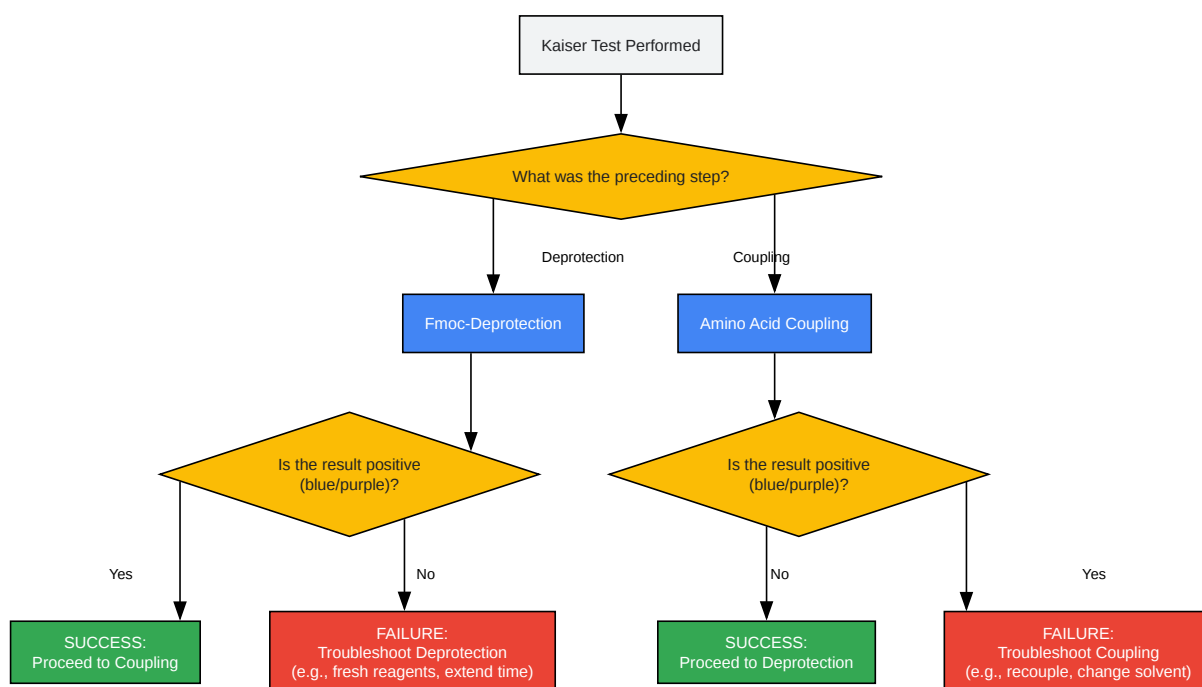 Kaiser Test Performed
What was the preceding step?
Deprotection
Coupling
Fmoc-Deprotection
Amino Acid Coupling
Is the result positive
(blue/purple)?
Is the result positive
(blue/purple)?
Yes
No
No
Yes
SUCCESS:
Proceed to Coupling
FAILURE:
Troubleshoot Deprotection
(e.g., fresh reagents, extend time)
SUCCESS:
Proceed to Deprotection
FAILURE:
Troubleshoot Coupling
(e.g., recouple, change solvent)